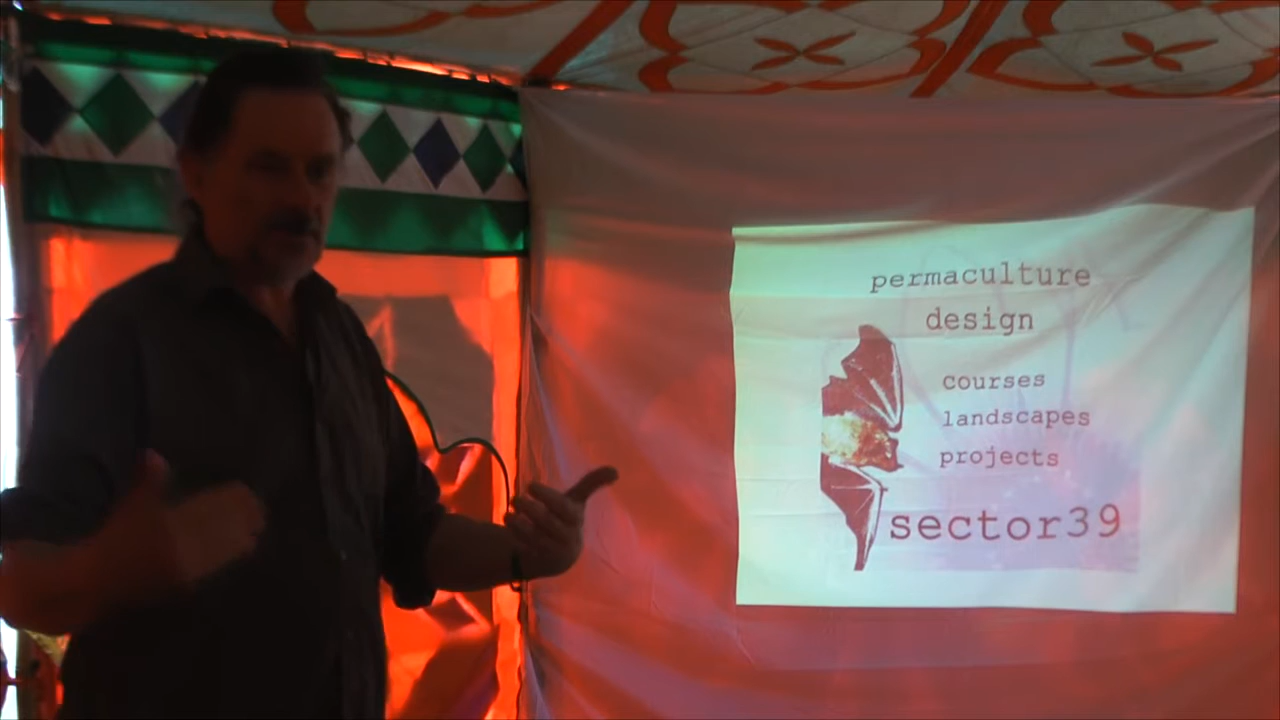 permaculture
design
courses
landscapes
projects
sector39